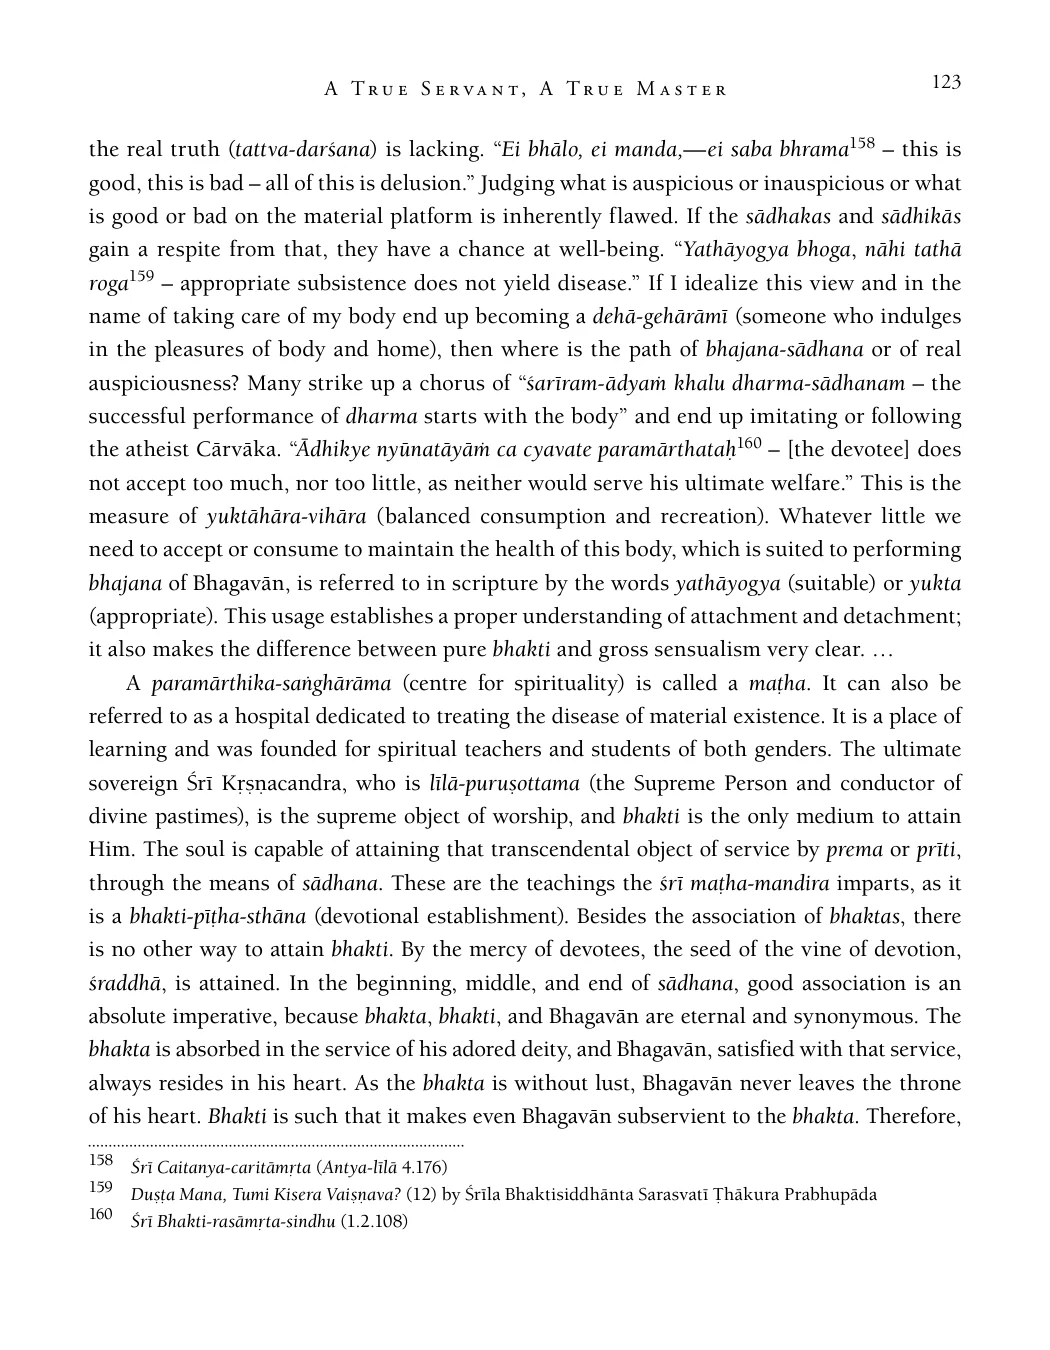 A True Servant, A True Master
123
the real truth (tattva-darśana) is lacking. “Ei bhālo, ei manda,—ei saba bhrama158 – this is
good, this is bad – all of this is delusion.” Judging what is auspicious or inauspicious or what
is good or bad on the material platform is inherently flawed. If the sādhakas and sādhikās
gain a respite from that, they have a chance at well-being. “Yathāyogya bhoga, nāhi tathā
roga159 – appropriate subsistence does not yield disease.” If I idealize this view and in the
name of taking care of my body end up becoming a dehā-gehārāmī (someone who indulges
in the pleasures of body and home), then where is the path of bhajana-sādhana or of real
auspiciousness? Many strike up a chorus of “śarīram-ādyaṁ khalu dharma-sādhanam – the
successful performance of dharma starts with the body” and end up imitating or following
the atheist Cārvāka. “Ādhikye nyūnatāyāṁ ca cyavate paramārthataḥ160 – [the devotee] does
not accept too much, nor too little, as neither would serve his ultimate welfare.” This is the
measure of yuktāhāra-vihāra (balanced consumption and recreation). Whatever little we
need to accept or consume to maintain the health of this body, which is suited to performing
bhajana of Bhagavān, is referred to in scripture by the words yathāyogya (suitable) or yukta
(appropriate). This usage establishes a proper understanding of attachment and detachment;
it also makes the difference between pure bhakti and gross sensualism very clear. …
A paramārthika-saṅghārāma (centre for spirituality) is called a maṭha. It can also be
referred to as a hospital dedicated to treating the disease of material existence. It is a place of
learning and was founded for spiritual teachers and students of both genders. The ultimate
sovereign Śrī Kṛṣṇacandra, who is līlā-puruṣottama (the Supreme Person and conductor of
divine pastimes), is the supreme object of worship, and bhakti is the only medium to attain
Him. The soul is capable of attaining that transcendental object of service by prema or prīti,
through the means of sādhana. These are the teachings the śrī maṭha-mandira imparts, as it
is a bhakti-pīṭha-sthāna (devotional establishment). Besides the association of bhaktas, there
is no other way to attain bhakti. By the mercy of devotees, the seed of the vine of devotion,
śraddhā, is attained. In the beginning, middle, and end of sādhana, good association is an
absolute imperative, because bhakta, bhakti, and Bhagavān are eternal and synonymous. The
bhakta is absorbed in the service of his adored deity, and Bhagavān, satisfied with that service,
always resides in his heart. As the bhakta is without lust, Bhagavān never leaves the throne
of his heart. Bhakti is such that it makes even Bhagavān subservient to the bhakta. Therefore,
158 Śrī Caitanya-caritāmṛta (Antya-līlā 4.176)
159 Duṣṭa Mana, Tumi Kisera Vaiṣṇava? (12) by Śrīla Bhaktisiddhānta Sarasvatī Ṭhākura Prabhupāda
160 Śrī Bhakti-rasāmṛta-sindhu (1.2.108)